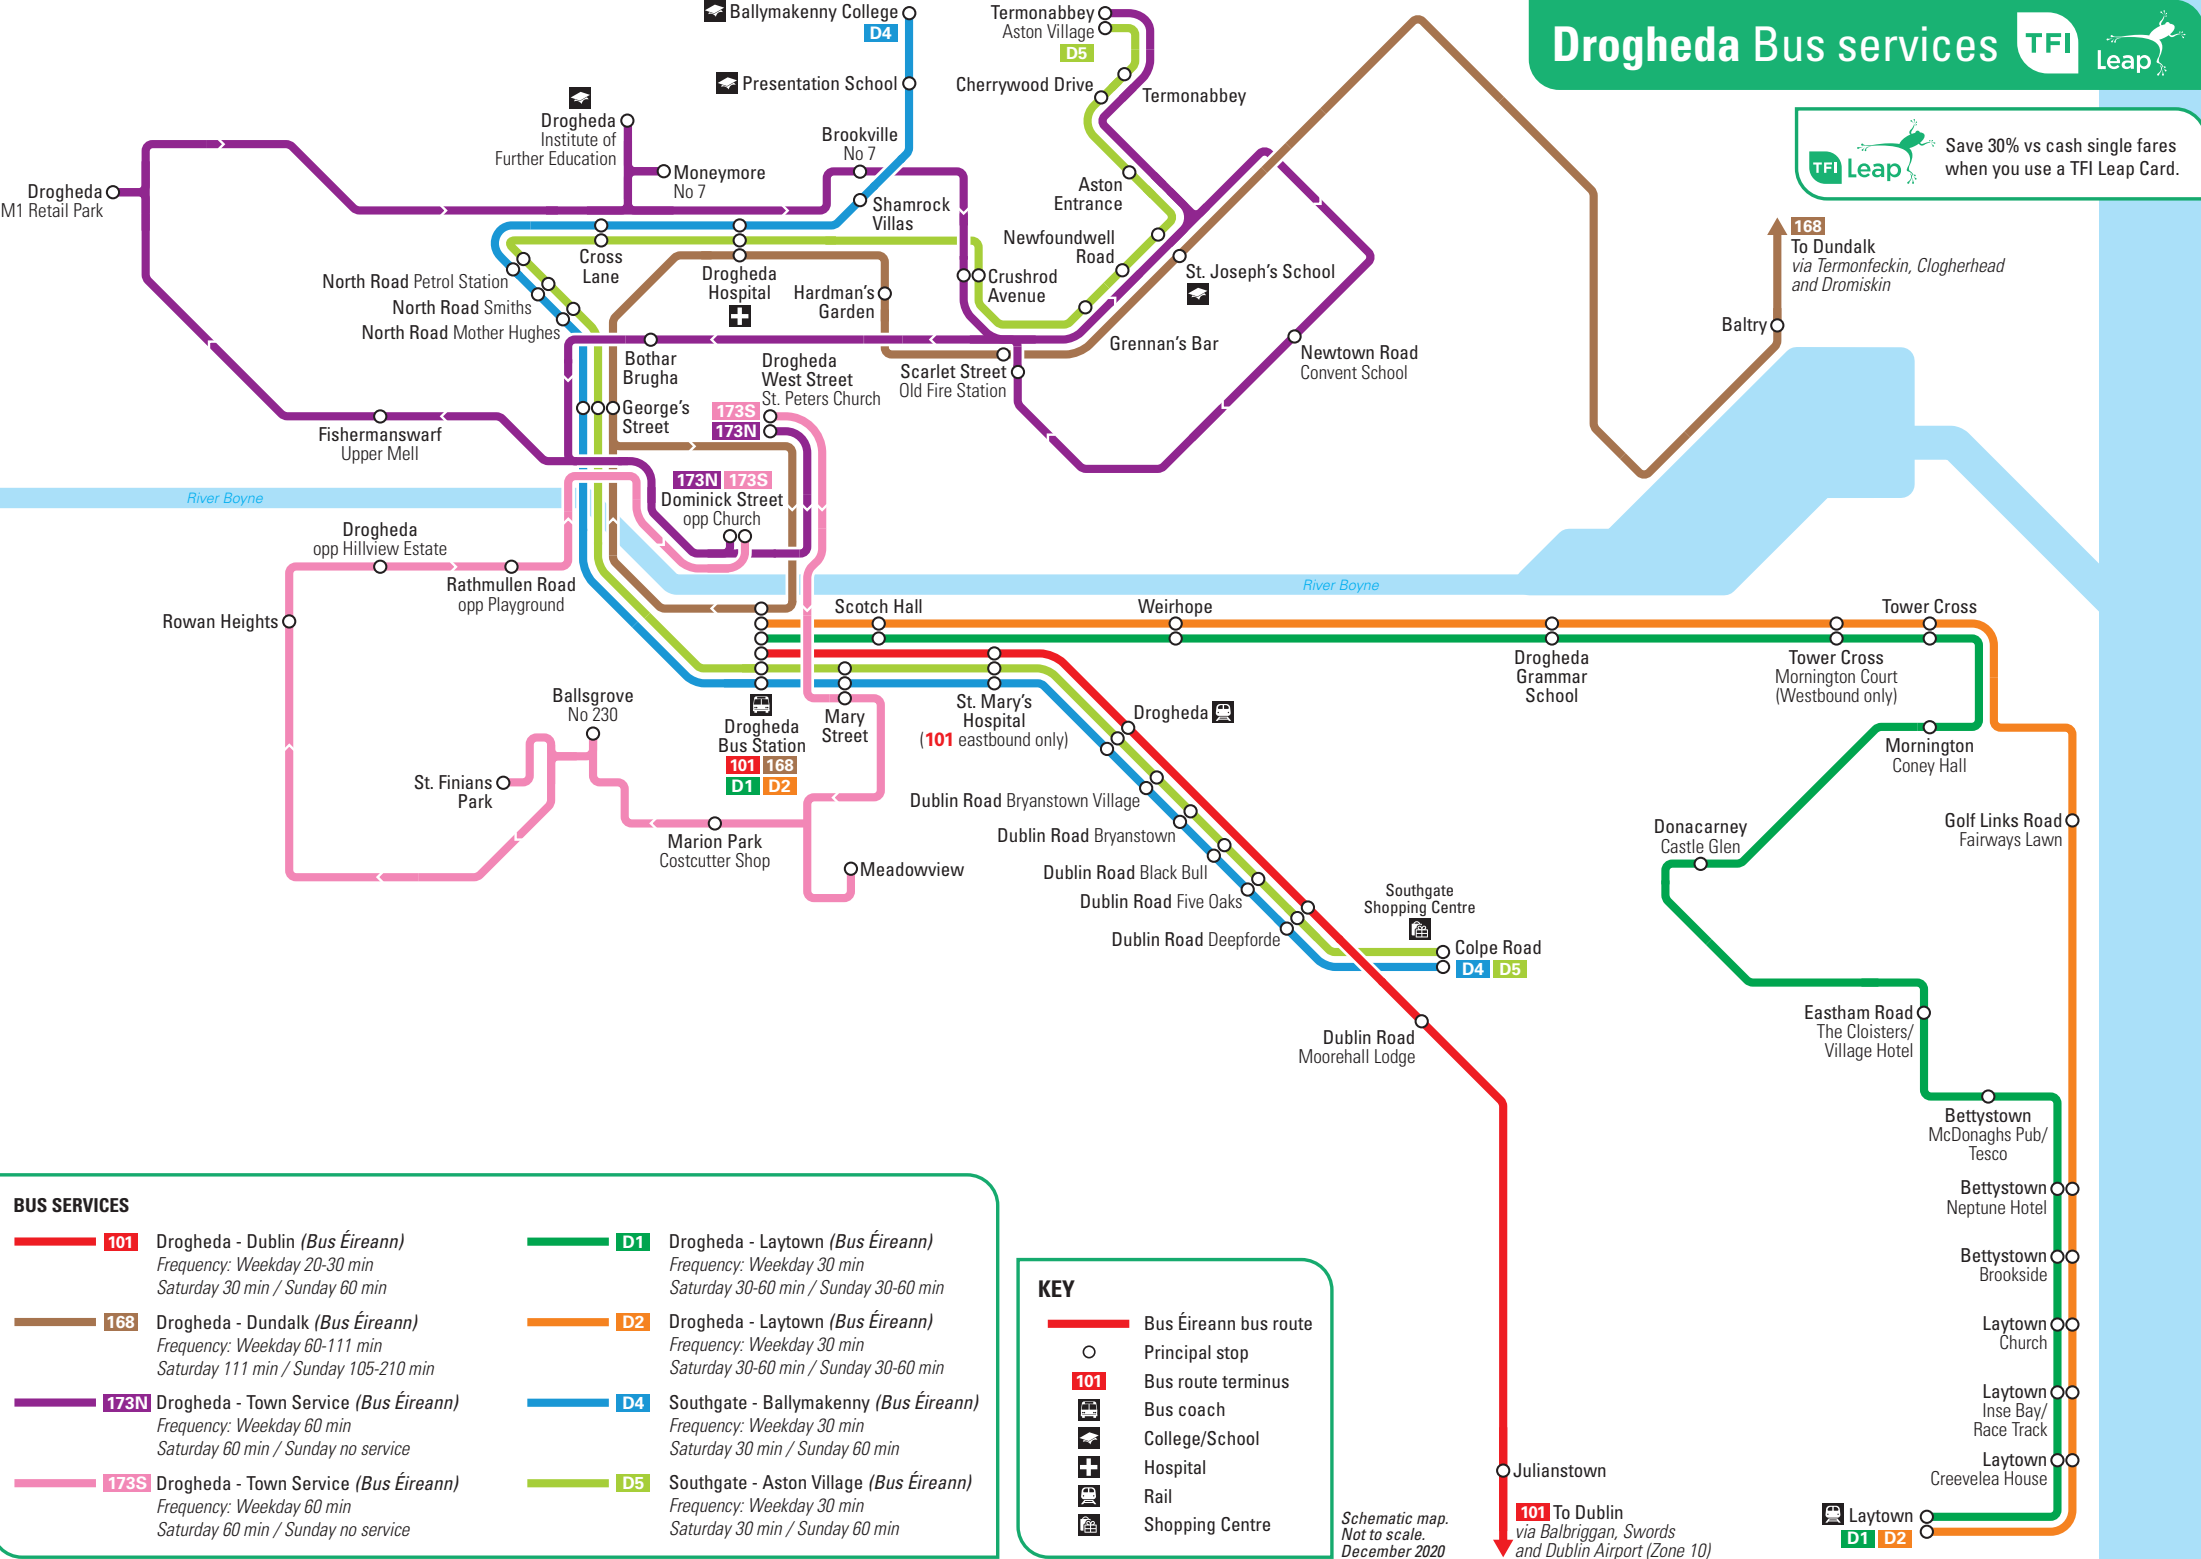 Drogheda Bus services
TFI
Leap
TFI Leap
Save 30% vs cash single fares
when you use a TFI Leap Card.
Ballymakenny College
D4
Presentation School
Termonabbey
Aston Village
D5
Cherrywood Drive
Termonabbey
Drogheda
Institute of
Further Education
Moneymore
No 7
Brookville
No 7
Shamrock
Villas
Drogheda
M1 Retail Park
Aston
Entrance
Newfoundwell
Road
St. Joseph's School
Cross
Lane
Drogheda
Hospital
Hardman's
Garden
Crushrod
Avenue
North Road Petrol Station
North Road Smiths
North Road Mother Hughes
Bothar
Brugha
Drogheda
West Street
St. Peters Church
173S
173N
Scarlet Street
Old Fire Station
Grennan's Bar
Newtown Road
Convent School
168
To Dundalk
via Termonfeckin, Clogherhead
and Dromiskin
Baltry
George's
Street
Fishermanswarf
Upper Mell
173N 173S
Dominick Street
opp Church
River Boyne
River Boyne
Drogheda
opp Hillview Estate
Rathmullen Road
opp Playground
Rowan Heights
Scotch Hall
Weirhope
Tower Cross
Drogheda
Grammar
School
Tower Cross
Mornington Court
(Westbound only)
Ballsgrove
No 230
St. Finians
Park
Drogheda
Bus Station
101 168
D1 D2
Mary
Street
St. Mary's
Hospital
(101 eastbound only)
Drogheda
Mornington
Coney Hall
Marion Park
Costcutter Shop
Meadowview
Dublin Road Bryanstown Village
Dublin Road Bryanstown
Dublin Road Black Bull
Dublin Road Five Oaks
Dublin Road Deepforde
Southgate
Shopping Centre
Colpe Road
D4 D5
Donacarney
Castle Glen
Golf Links Road
Fairways Lawn
Dublin Road
Moorehall Lodge
Eastham Road
The Cloisters/
Village Hotel
Bettystown
McDonaghs Pub/
Tesco
Bettystown
Neptune Hotel
Bettystown
Brookside
Laytown
Church
Laytown
Inse Bay/
Race Track
Laytown
Creevelea House
Laytown
D1 D2
Julianstown
101 To Dublin
via Balbriggan, Swords
and Dublin Airport (Zone 10)
BUS SERVICES
101 Drogheda - Dublin (Bus Éireann)
Frequency: Weekday 20-30 min
Saturday 30 min / Sunday 60 min
168 Drogheda - Dundalk (Bus Éireann)
Frequency: Weekday 60-111 min
Saturday 111 min / Sunday 105-210 min
173N Drogheda - Town Service (Bus Éireann)
Frequency: Weekday 60 min
Saturday 60 min / Sunday no service
173S Drogheda - Town Service (Bus Éireann)
Frequency: Weekday 60 min
Saturday 60 min / Sunday no service
D1 Drogheda - Laytown (Bus Éireann)
Frequency: Weekday 30 min
Saturday 30-60 min / Sunday 30-60 min
D2 Drogheda - Laytown (Bus Éireann)
Frequency: Weekday 30 min
Saturday 30-60 min / Sunday 30-60 min
D4 Southgate - Ballymakenny (Bus Éireann)
Frequency: Weekday 30 min
Saturday 30 min / Sunday 60 min
D5 Southgate - Aston Village (Bus Éireann)
Frequency: Weekday 30 min
Saturday 30 min / Sunday 60 min
KEY
Bus Éireann bus route
Principal stop
101 Bus route terminus
Bus coach
College/School
Hospital
Rail
Shopping Centre
Schematic map.
Not to scale.
December 2020